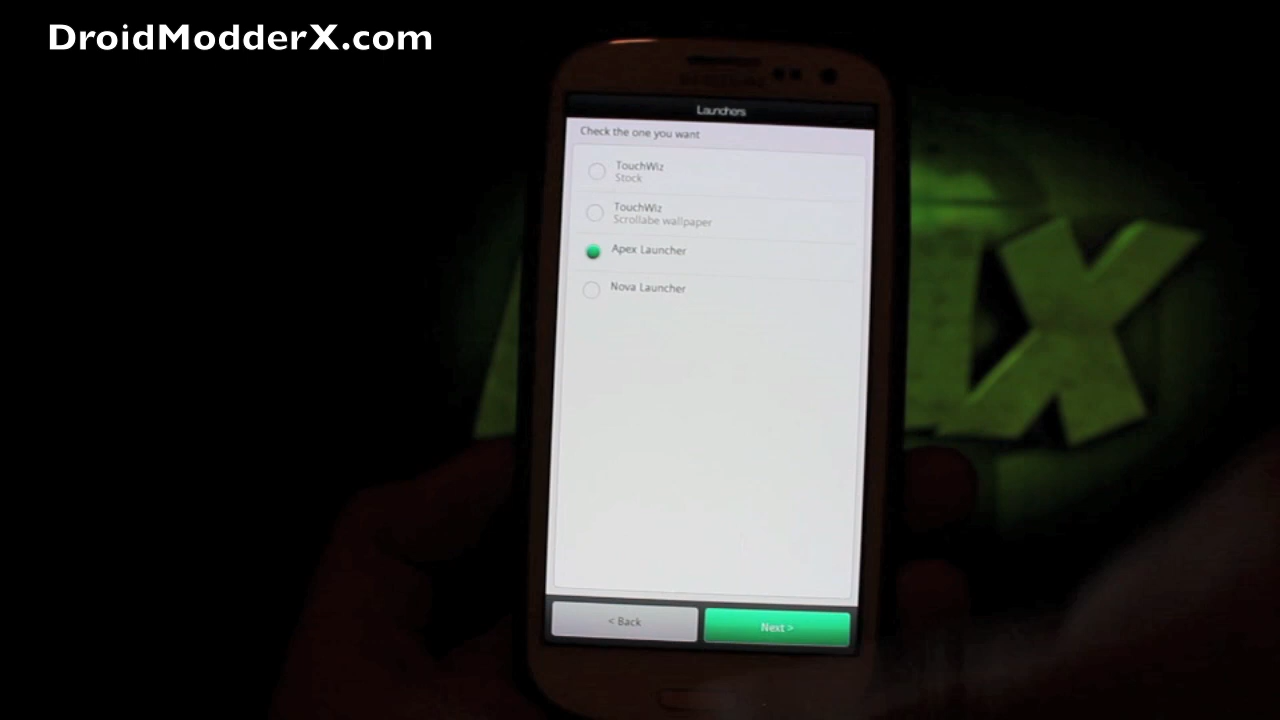 DroidModderX.com
Launchers
Check the one you want
TouchWiz
Stock
TouchWiz
Scrollabe wallpaper
Apex Launcher
Nova Launcher
< Back
Next >
X